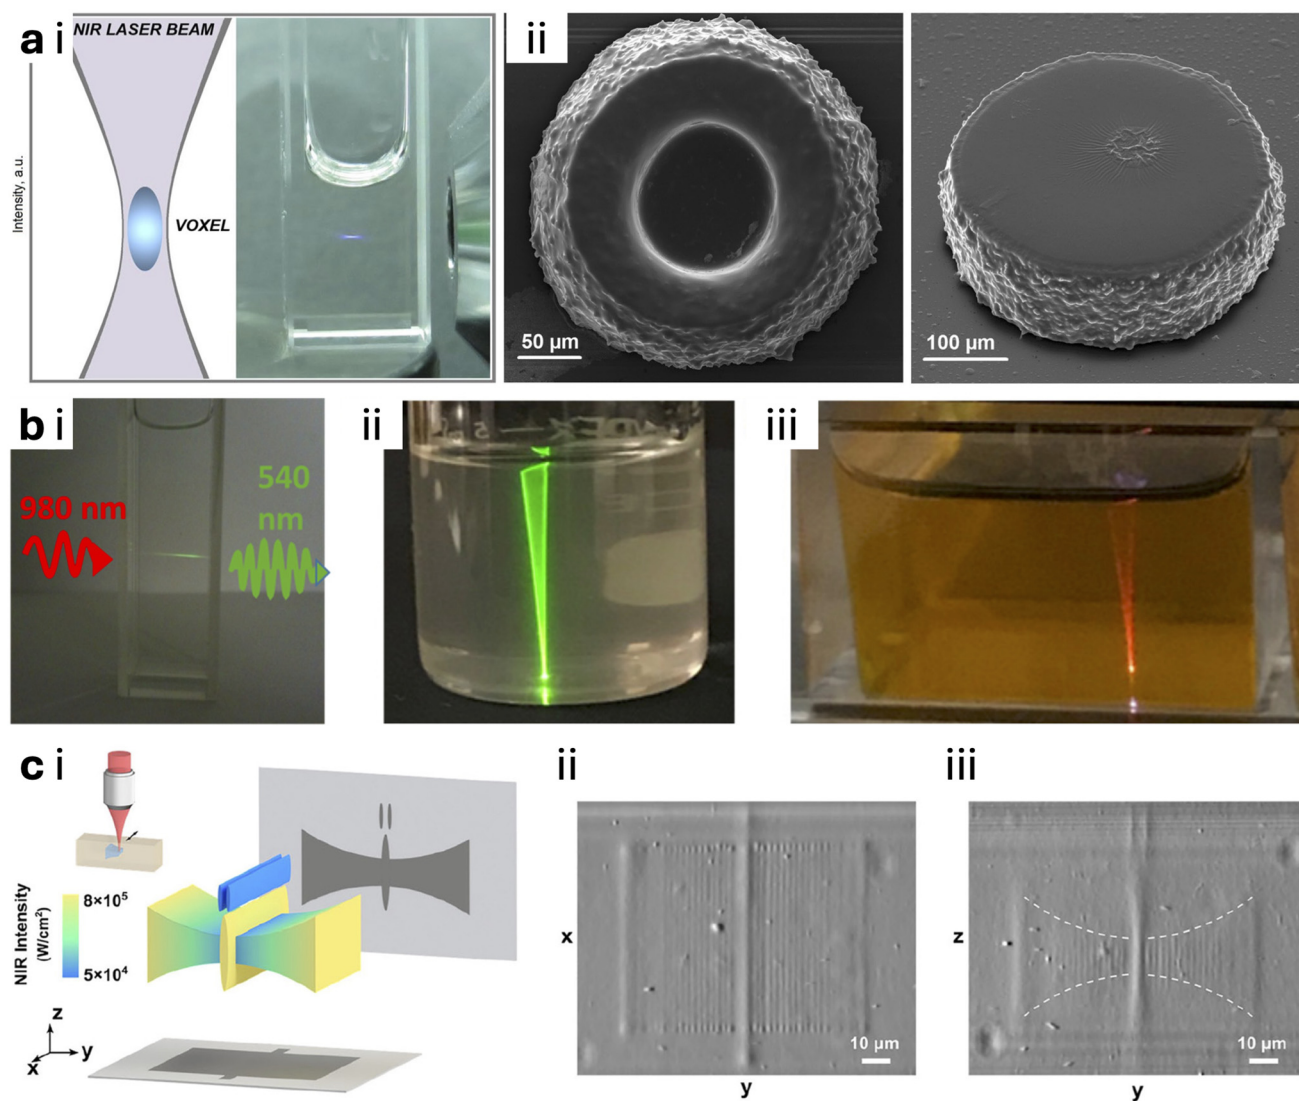 a i
NIR LASER BEAM
Intensity, a.u.
VOXEL
ii
50 µm
100 µm
b i
980 nm
540
nm
ii
iii
c i
NIR Intensity
(W/cm²)
8×10⁵
5×10⁴
z
y
x
ii
x
10 µm
y
iii
z
10 µm
y